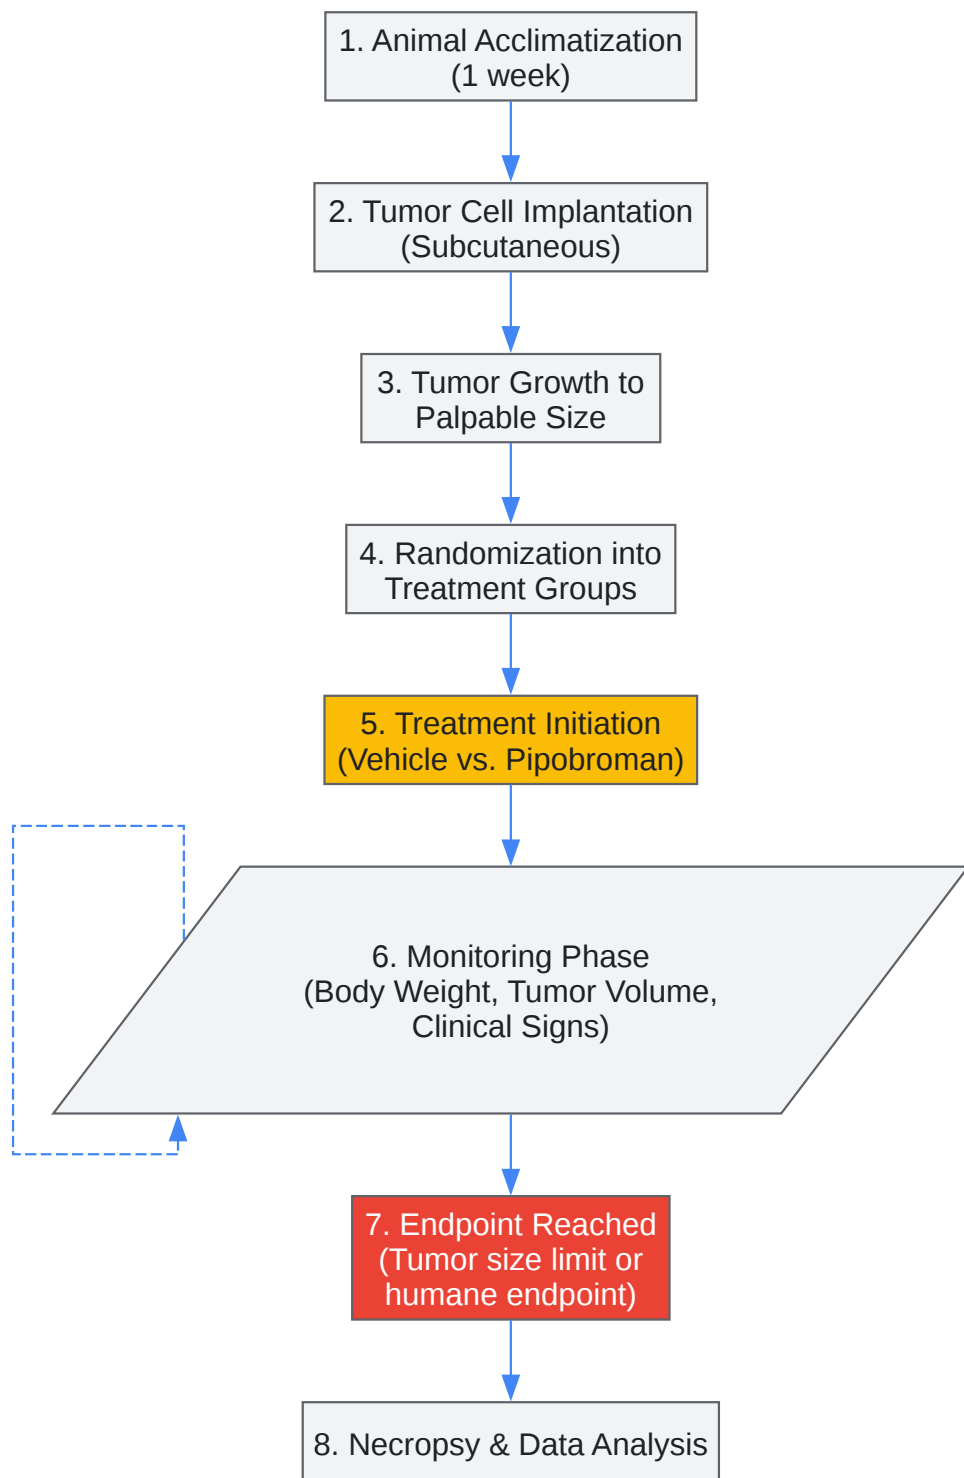 1. Animal Acclimatization
(1 week)
2. Tumor Cell Implantation
(Subcutaneous)
3. Tumor Growth to
Palpable Size
4. Randomization into
Treatment Groups
5. Treatment Initiation
(Vehicle vs. Pipobroman)
6. Monitoring Phase
(Body Weight, Tumor Volume,
Clinical Signs)
7. Endpoint Reached
(Tumor size limit or
humane endpoint)
8. Necropsy & Data Analysis